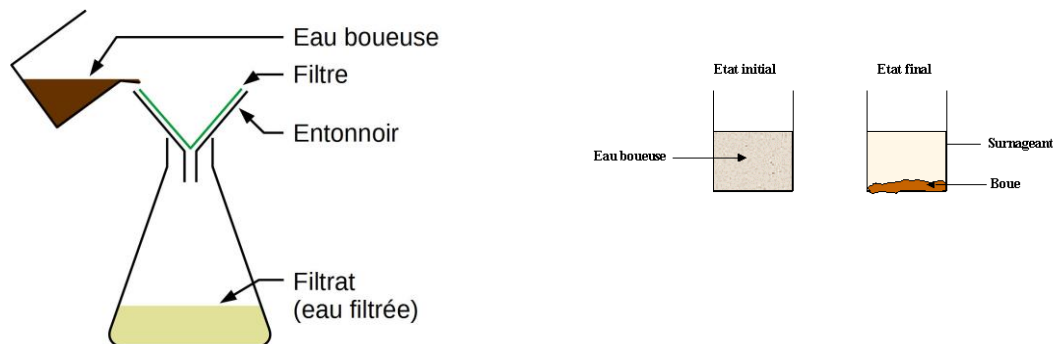 Eau boueuse
Filtre
Entonnoir
Filtrat
(eau filtrée)
Etat initial
Etat final
Eau boueuse
Surnageant
Boue